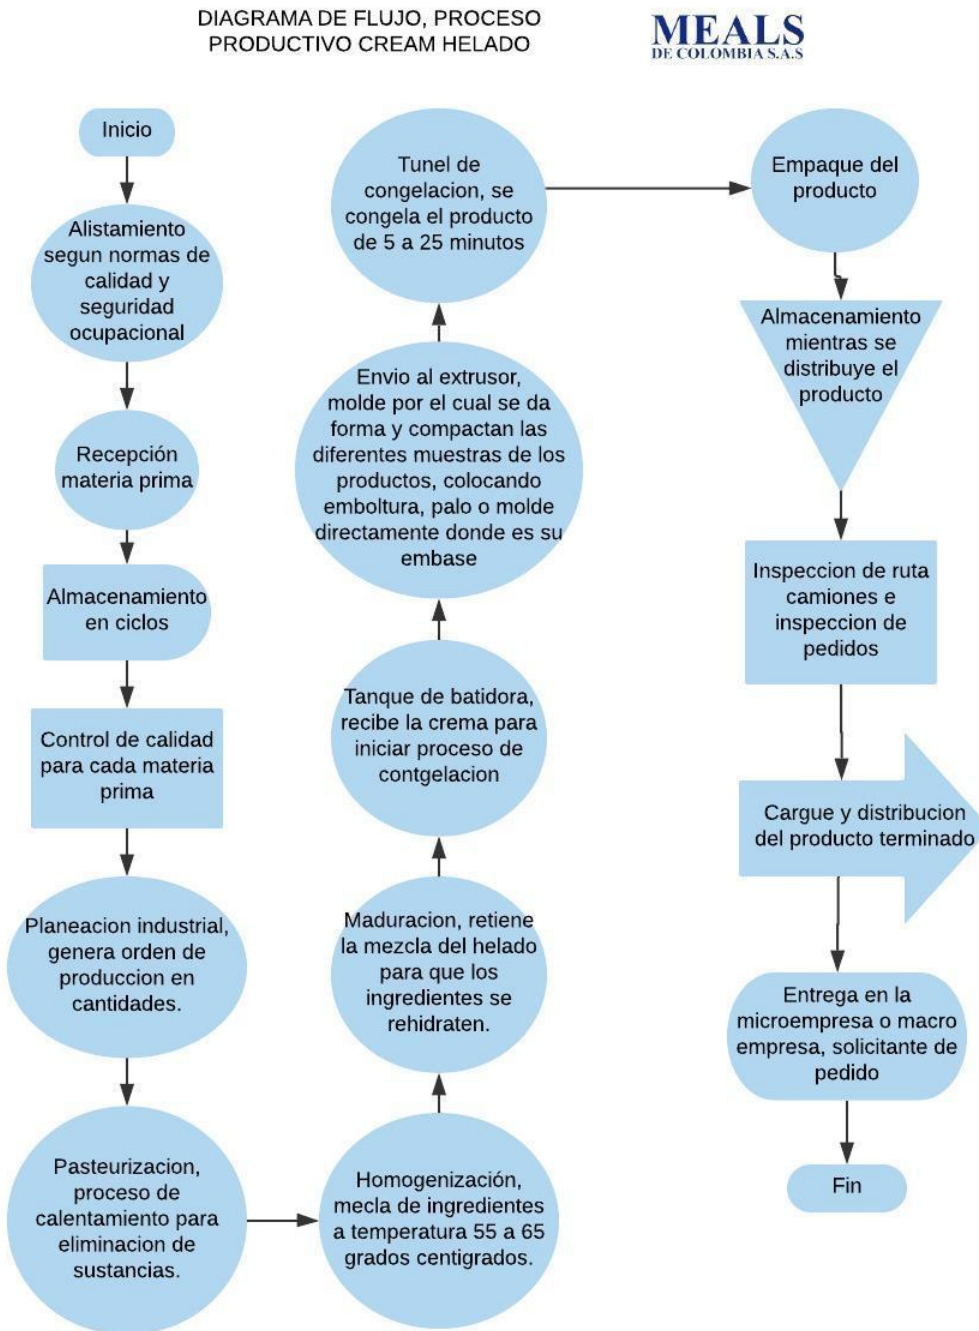 DIAGRAMA DE FLUJO, PROCESO
PRODUCTIVO CREAM HELADO
MEALS
DE COLOMBIA S.A.S
Inicio
Alistamiento
segun normas de
calidad y
seguridad
ocupacional
Recepción
materia prima
Almacenamiento
en ciclos
Control de calidad
para cada materia
prima
Planeacion industrial,
genera orden de
produccion en
cantidades.
Pasteurizacion,
proceso de
calentamiento para
eliminacion de
sustancias.
Homogenización,
mecla de ingredientes
a temperatura 55 a 65
grados centigrados.
Maduracion, retiene
la mezcla del helado
para que los
ingredientes se
rehidraten.
Tanque de batidora,
recibe la crema para
iniciar proceso de
contgelacion
Envio al extrusor,
molde por el cual se da
forma y compactan las
diferentes muestras de los
productos, colocando
emboltura, palo o molde
directamente donde es su
embase
Tunel de
congelacion, se
congela el producto
de 5 a 25 minutos
Empaque del
producto
Almacenamiento
mientras se
distribuye el
producto
Inspeccion de ruta
camiones e
inspeccion de
pedidos
Cargue y distribucion
del producto terminado
Entrega en la
microempresa o macro
empresa, solicitante de
pedido
Fin